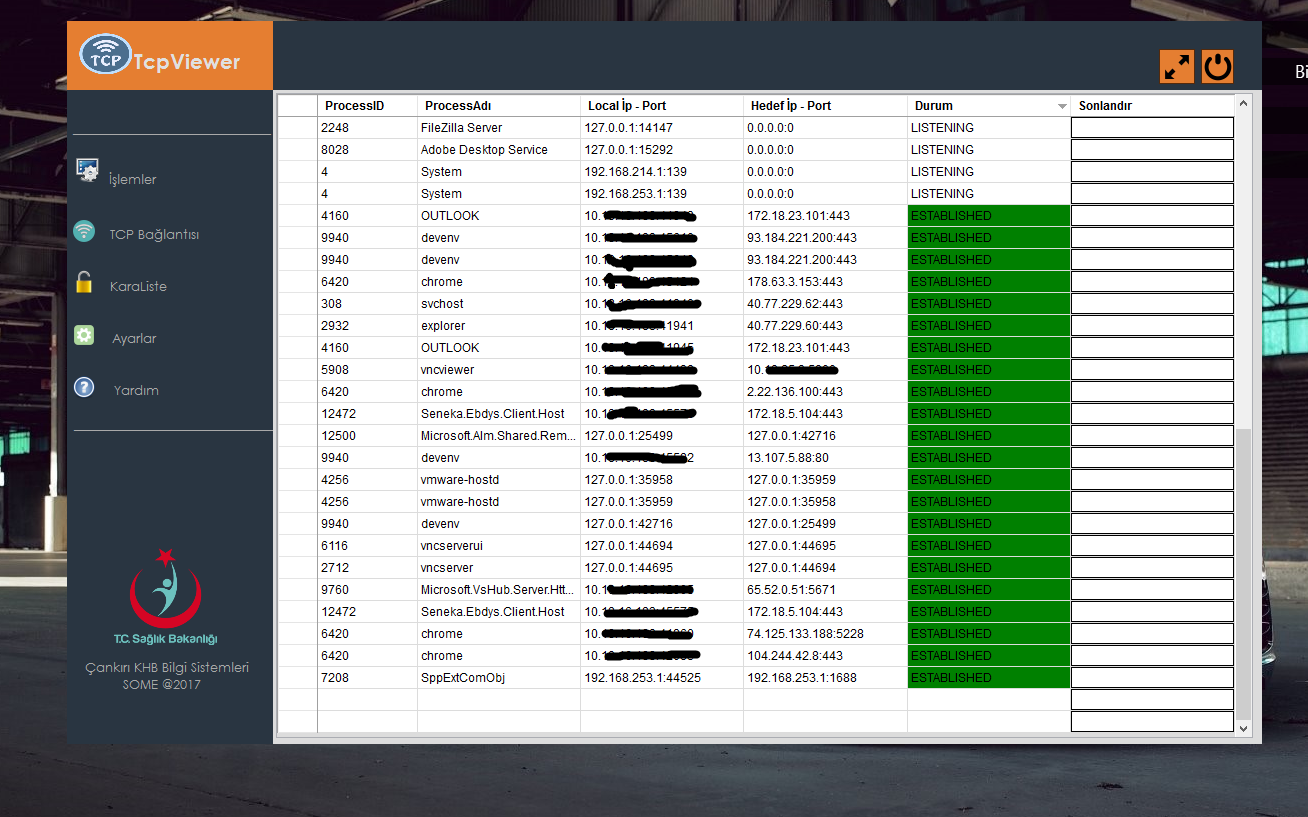 TCP
TcpViewer
Bi
ProcessID ProcessAdı Local İp - Port Hedef İp - Port Durum Sonlandır
2248 FileZilla Server 127.0.0.1:14147 0.0.0.0:0 LISTENING
8028 Adobe Desktop Service 127.0.0.1:15292 0.0.0.0:0 LISTENING
4 System 192.168.214.1:139 0.0.0.0:0 LISTENING
4 System 192.168.253.1:139 0.0.0.0:0 LISTENING
4160 OUTLOOK 10. 172.18.23.101:443 ESTABLISHED
9940 devenv 10. 93.184.221.200:443 ESTABLISHED
9940 devenv 10. 93.184.221.200:443 ESTABLISHED
6420 chrome 10. 178.63.3.153:443 ESTABLISHED
308 svchost 10. 40.77.229.62:443 ESTABLISHED
2932 explorer 10. 1941 40.77.229.60:443 ESTABLISHED
4160 OUTLOOK 10. 172.18.23.101:443 ESTABLISHED
5908 vncviewer 10. 10. ESTABLISHED
6420 chrome 10. 2.22.136.100:443 ESTABLISHED
12472 Seneka.Ebdys.Client.Host 10. 172.18.5.104:443 ESTABLISHED
12500 Microsoft.Alm.Shared.Rem... 127.0.0.1:25499 127.0.0.1:42716 ESTABLISHED
9940 devenv 10. 13.107.5.88:80 ESTABLISHED
4256 vmware-hostd 127.0.0.1:35958 127.0.0.1:35959 ESTABLISHED
4256 vmware-hostd 127.0.0.1:35959 127.0.0.1:35958 ESTABLISHED
9940 devenv 127.0.0.1:42716 127.0.0.1:25499 ESTABLISHED
6116 vncserverui 127.0.0.1:44694 127.0.0.1:44695 ESTABLISHED
2712 vncserver 127.0.0.1:44695 127.0.0.1:44694 ESTABLISHED
9760 Microsoft.VsHub.Server.Htt... 10. 65.52.0.51:5671 ESTABLISHED
12472 Seneka.Ebdys.Client.Host 10. 172.18.5.104:443 ESTABLISHED
6420 chrome 10. 74.125.133.188:5228 ESTABLISHED
6420 chrome 10. 104.244.42.8:443 ESTABLISHED
7208 SppExtComObj 192.168.253.1:44525 192.168.253.1:1688 ESTABLISHED
İşlemler
TCP Bağlantısı
KaraListe
Ayarlar
Yardım
T.C. Sağlık Bakanlığı
Çankırı KHB Bilgi Sistemleri
SOME @2017